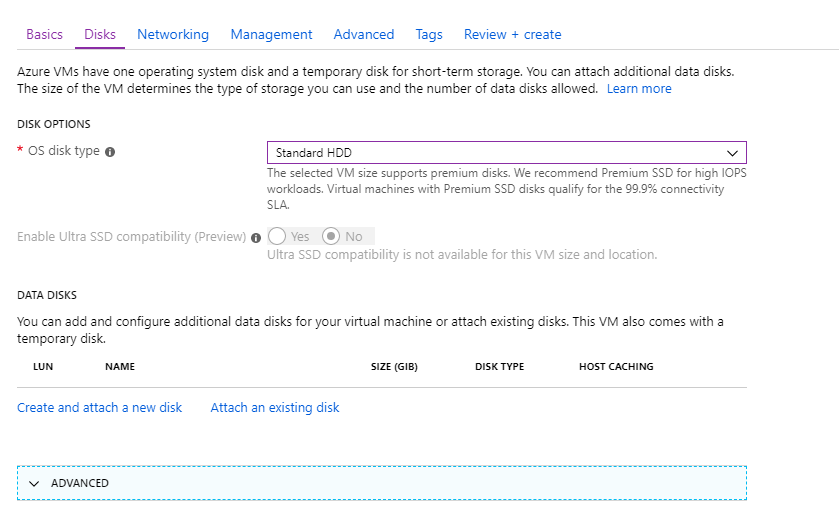 Basics Disks Networking Management Advanced Tags Review + create
Azure VMs have one operating system disk and a temporary disk for short-term storage. You can attach additional data disks.
The size of the VM determines the type of storage you can use and the number of data disks allowed. Learn more
DISK OPTIONS
* OS disk type Standard HDD
The selected VM size supports premium disks. We recommend Premium SSD for high IOPS
workloads. Virtual machines with Premium SSD disks qualify for the 99.9% connectivity
SLA.
Enable Ultra SSD compatibility (Preview) Yes No
Ultra SSD compatibility is not available for this VM size and location.
DATA DISKS
You can add and configure additional data disks for your virtual machine or attach existing disks. This VM also comes with a
temporary disk.
LUN NAME SIZE (GIB) DISK TYPE HOST CACHING
Create and attach a new disk Attach an existing disk
ADVANCED